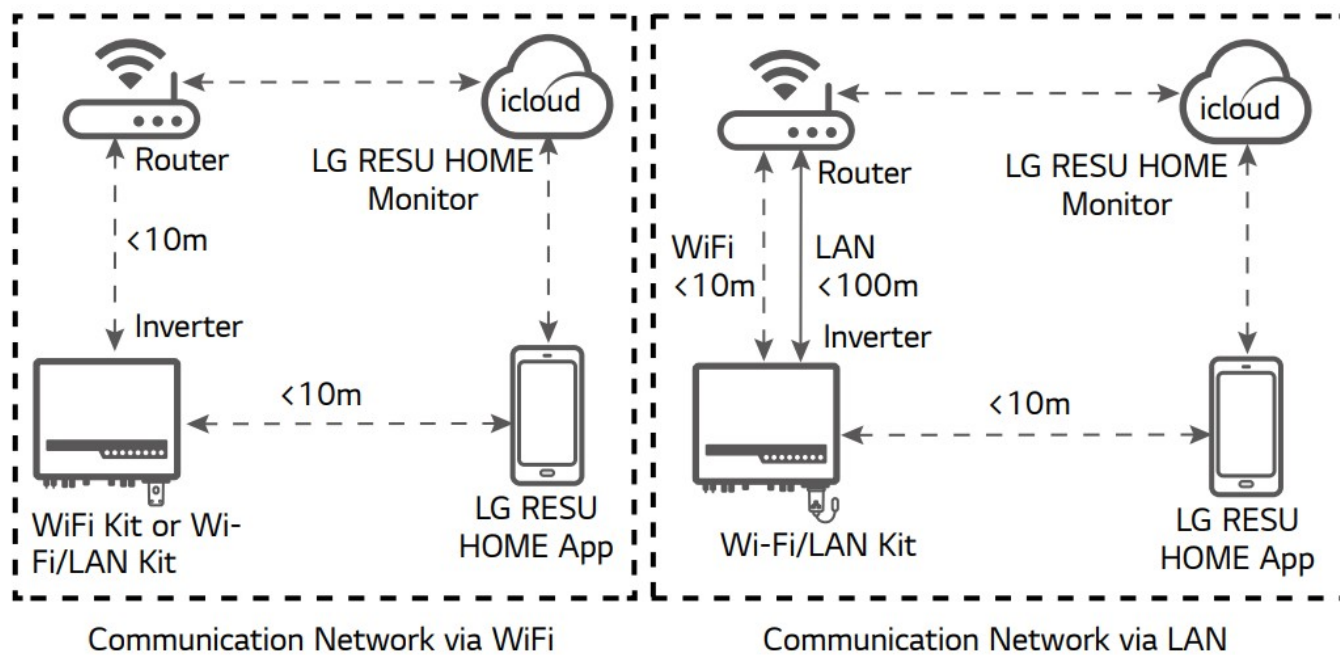 icloud
Router
LG RESU HOME
Monitor
<10m
Inverter
<10m
WiFi Kit or Wi-
Fi/LAN Kit
LG RESU
HOME App
Communication Network via WiFi
icloud
Router
LG RESU HOME
Monitor
WiFi
<10m
LAN
<100m
Inverter
<10m
Wi-Fi/LAN Kit
LG RESU
HOME App
Communication Network via LAN